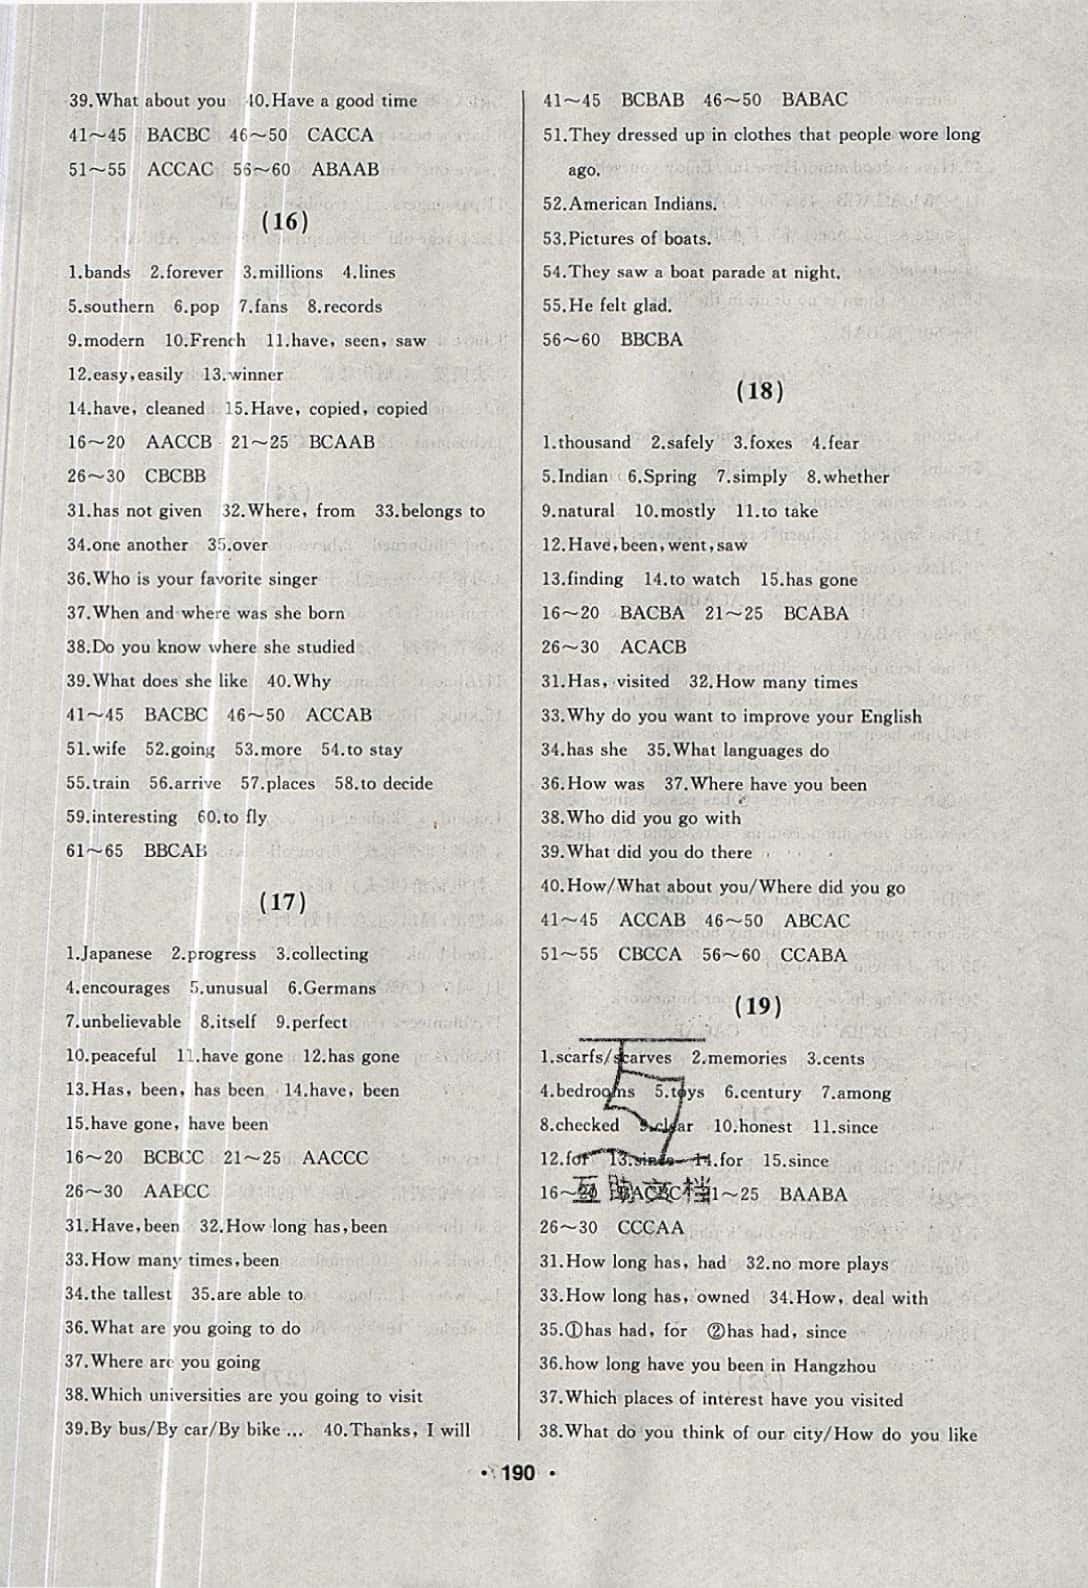 39.What about you 40.Have a good time
41～45 BACBC 46～50 CACCA
51～55 ACCAC 56～60 ABAAB
(16)
1.bands 2.forever 3.millions 4.lines
5.southern 6.pop 7.fans 8.records
9.modern 10.French 11.have, seen, saw
12.easy,easily 13.winner
14.have, cleaned 15.Have, copied, copied
16～20 AACCB 21～25 BCAAB
26～30 CBCBB
31.has not given 32.Where, from 33.belongs to
34.one another 35.over
36.Who is your favorite singer
37.When and where was she born
38.Do you know where she studied
39.What does she like 40.Why
41～45 BACBC 46～50 ACCAB
51.wife 52.going 53.more 54.to stay
55.train 56.arrive 57.places 58.to decide
59.interesting 60.to fly
61～65 BBCAB
(17)
1.Japanese 2.progress 3.collecting
4.encourages 5.unusual 6.Germans
7.unbelievable 8.itself 9.perfect
10.peaceful 11.have gone 12.has gone
13.Has, been, has been 14.have, been
15.have gone, have been
16～20 BCBCC 21～25 AACCC
26～30 AABCC
31.Have,been 32.How long has,been
33.How many times,been
34.the tallest 35.are able to
36.What are you going to do
37.Where are you going
38.Which universities are you going to visit
39.By bus/By car/By bike ... 40.Thanks, I will
41～45 BCBAB 46～50 BABAC
51.They dressed up in clothes that people wore long
ago.
52.American Indians.
53.Pictures of boats.
54.They saw a boat parade at night.
55.He felt glad.
56～60 BBCBA
(18)
1.thousand 2.safely 3.foxes 4.fear
5.Indian 6.Spring 7.simply 8.whether
9.natural 10.mostly 11.to take
12.Have,been,went,saw
13.finding 14.to watch 15.has gone
16～20 BACBA 21～25 BCABA
26～30 ACACB
31.Has, visited 32.How many times
33.Why do you want to improve your English
34.has she 35.What languages do
36.How was 37.Where have you been
38.Who did you go with
39.What did you do there
40.How/What about you/Where did you go
41～45 ACCAB 46～50 ABCAC
51～55 CBCCA 56～60 CCABA
(19)
1.scarfs/scarves 2.memories 3.cents
4.bedrooms 5.toys 6.century 7.among
8.checked 9.clear 10.honest 11.since
12.for 13.since 14.for 15.since
16～20 BACBC 21～25 BAABA
互助文档
26～30 CCCAA
31.How long has, had 32.no more plays
33.How long has, owned 34.How, deal with
35.①has had, for ②has had, since
36.how long have you been in Hangzhou
37.Which places of interest have you visited
38.What do you think of our city/How do you like
• 190 •